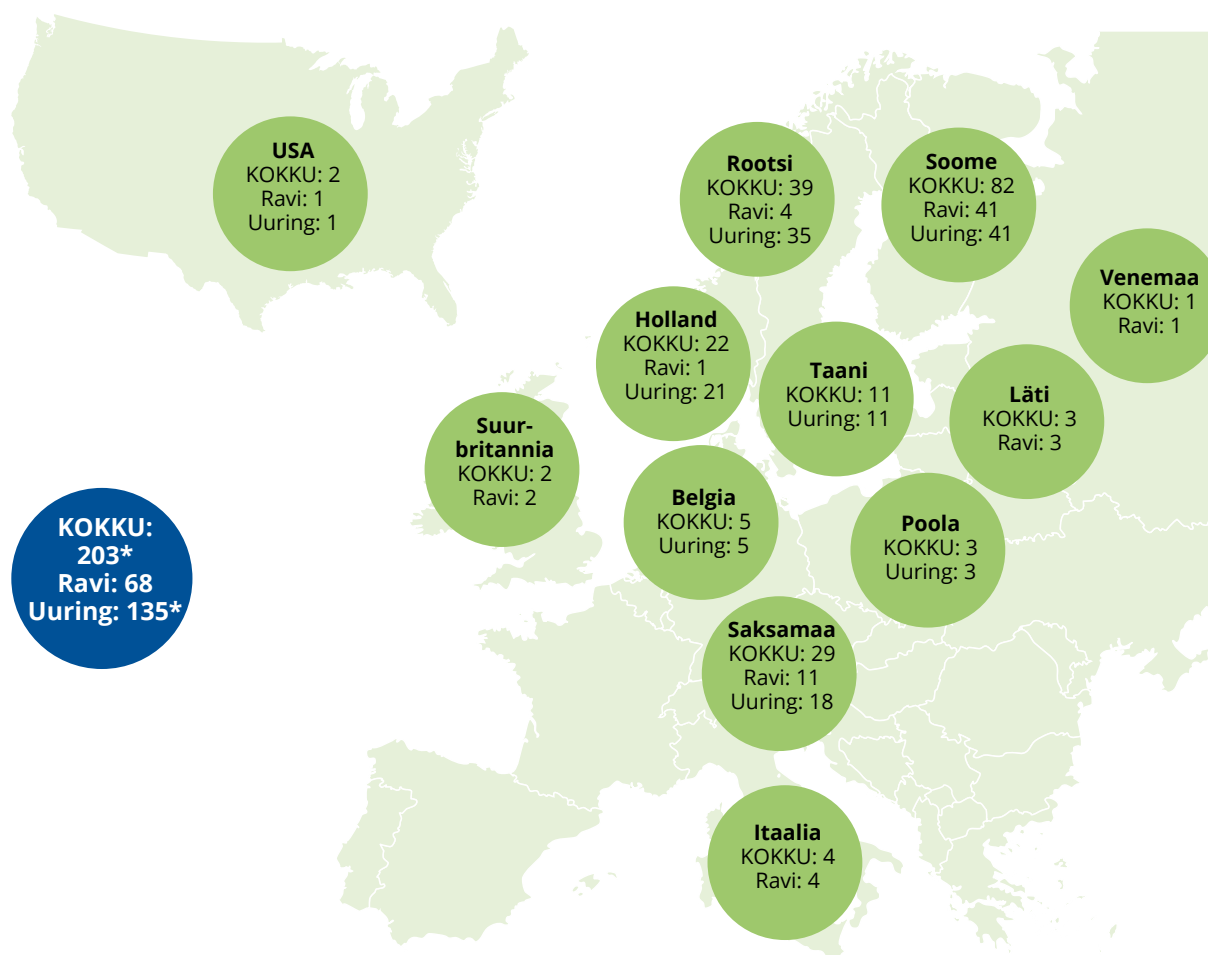 USA
KOKKU: 2
Ravi: 1
Uuring: 1
Rootsi
KOKKU: 39
Ravi: 4
Uuring: 35
Soome
KOKKU: 82
Ravi: 41
Uuring: 41
Venemaa
KOKKU: 1
Ravi: 1
Holland
KOKKU: 22
Ravi: 1
Uuring: 21
Taani
KOKKU: 11
Uuring: 11
Läti
KOKKU: 3
Ravi: 3
Suur-
britannia
KOKKU: 2
Ravi: 2
Belgia
KOKKU: 5
Uuring: 5
Poola
KOKKU: 3
Uuring: 3
KOKKU:
203*
Ravi: 68
Uuring: 135*
Saksamaa
KOKKU: 29
Ravi: 11
Uuring: 18
Itaalia
KOKKU: 4
Ravi: 4